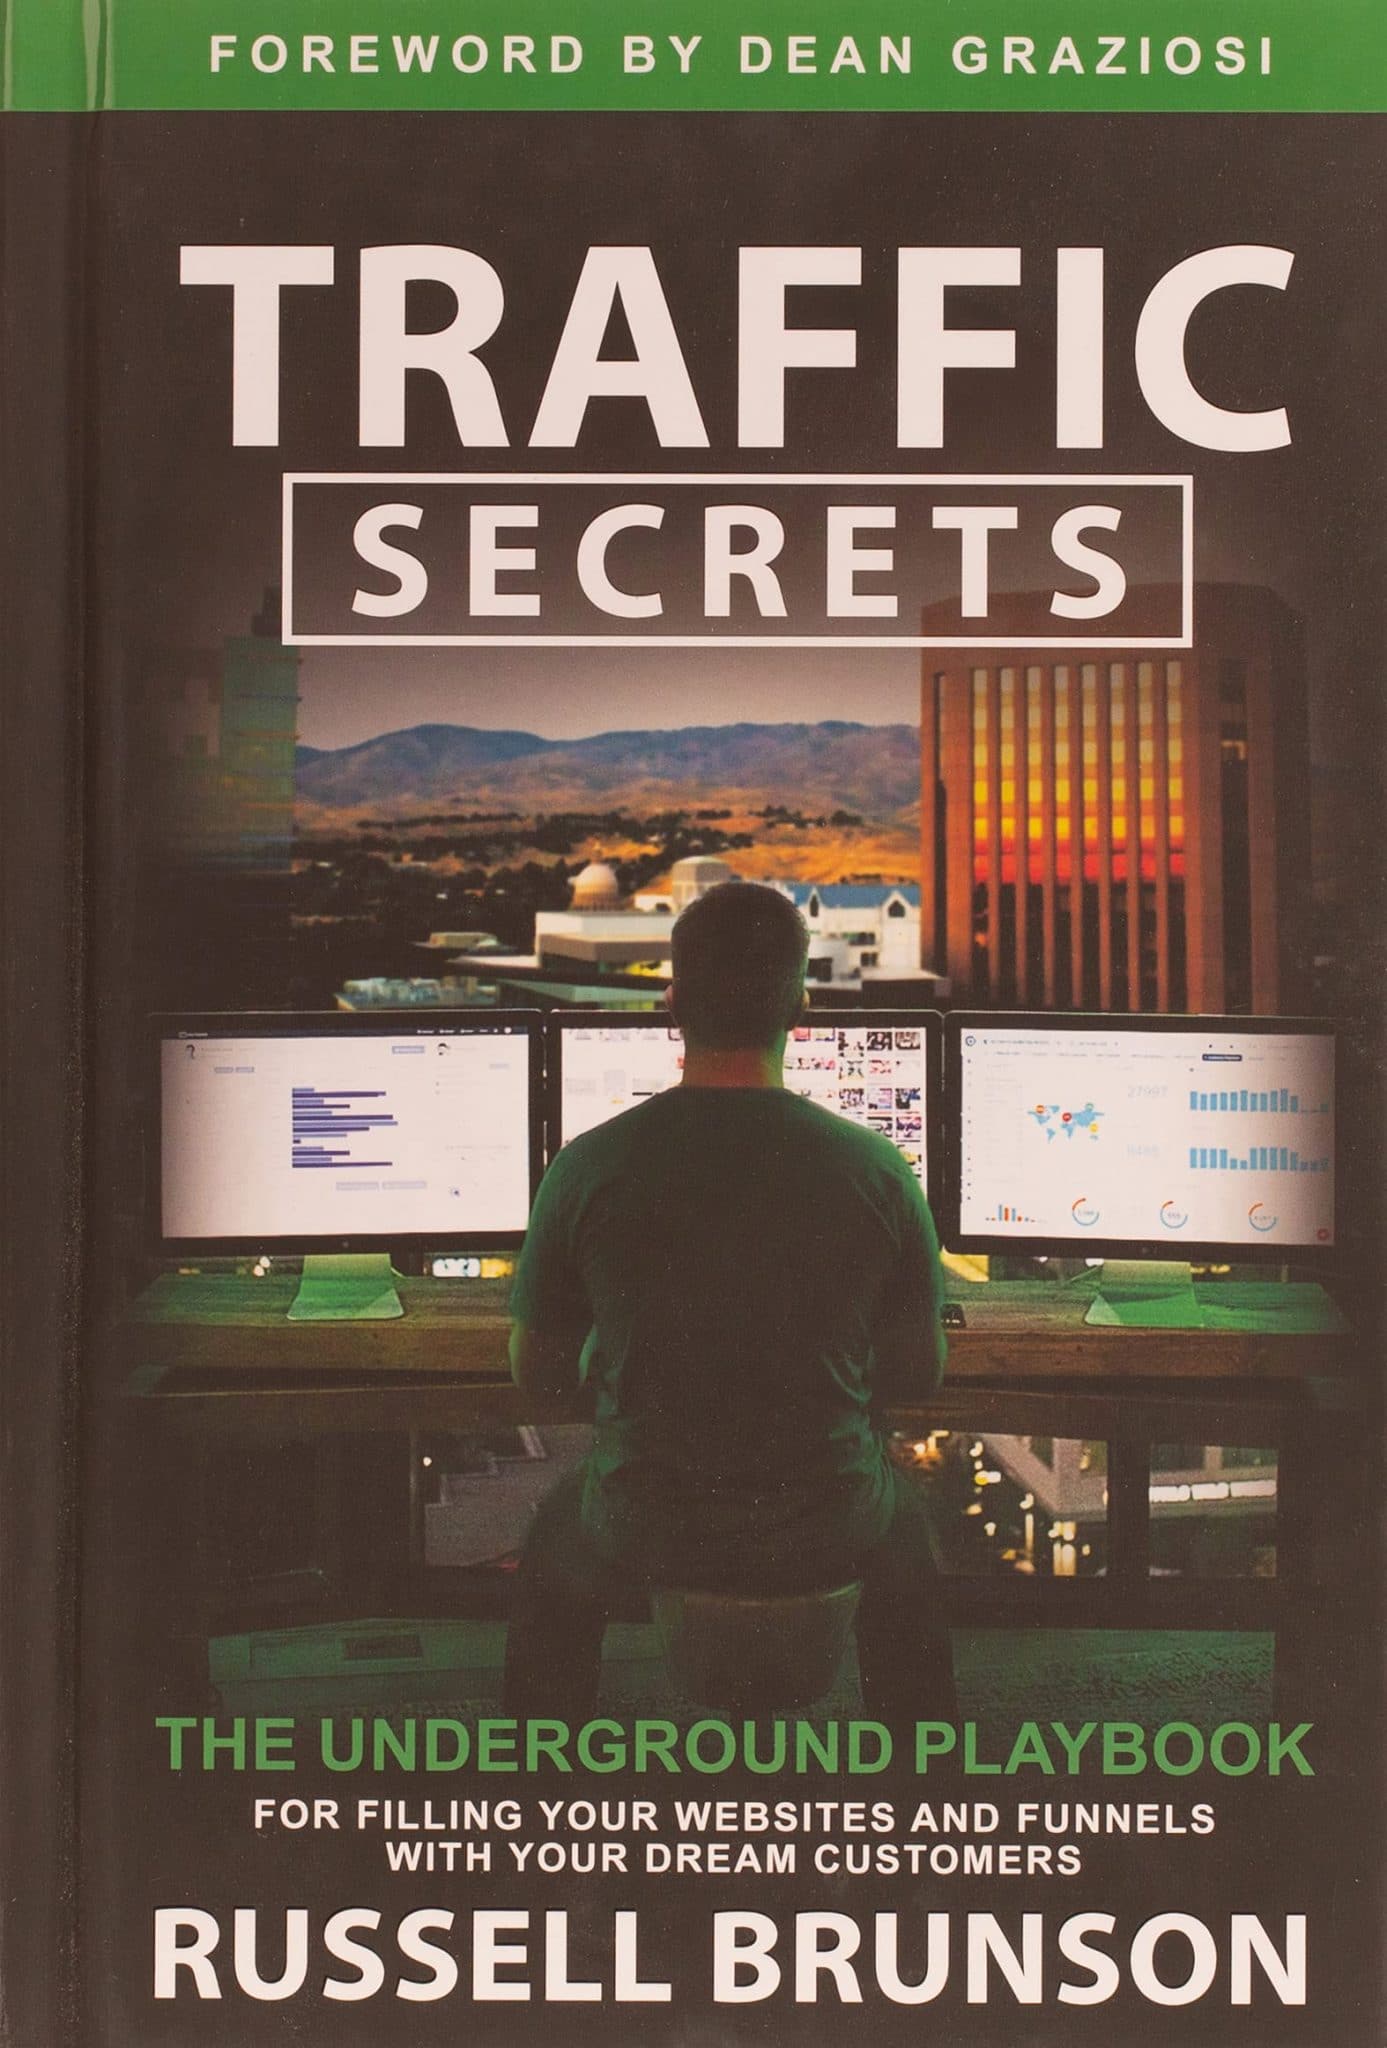 FOREWORD BY DEAN GRAZIOSI
TRAFFIC
SECRETS
27997
THE UNDERGROUND PLAYBOOK
FOR FILLING YOUR WEBSITES AND FUNNELS
WITH YOUR DREAM CUSTOMERS
RUSSELL BRUNSON